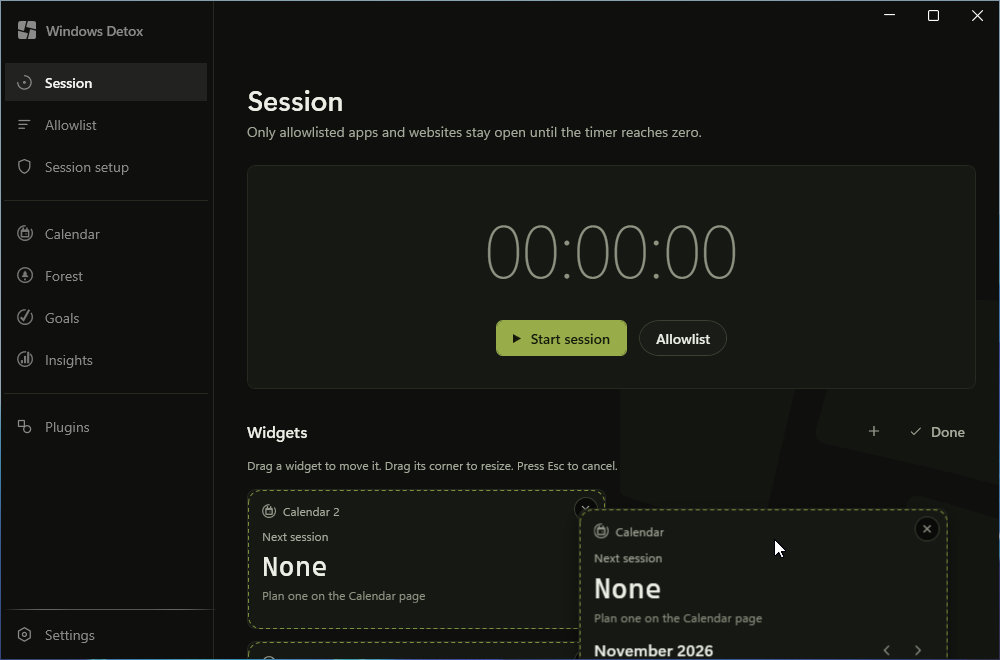 Windows Detox
Session
Allowlist
Session setup
Calendar
Forest
Goals
Insights
Plugins
Settings
Session
Only allowlisted apps and websites stay open until the timer reaches zero.
00:00:00
Start session
Allowlist
Widgets
Done
Drag a widget to move it. Drag its corner to resize. Press Esc to cancel.
Calendar 2
Next session
None
Plan one on the Calendar page
Calendar
Next session
None
Plan one on the Calendar page
November 2026